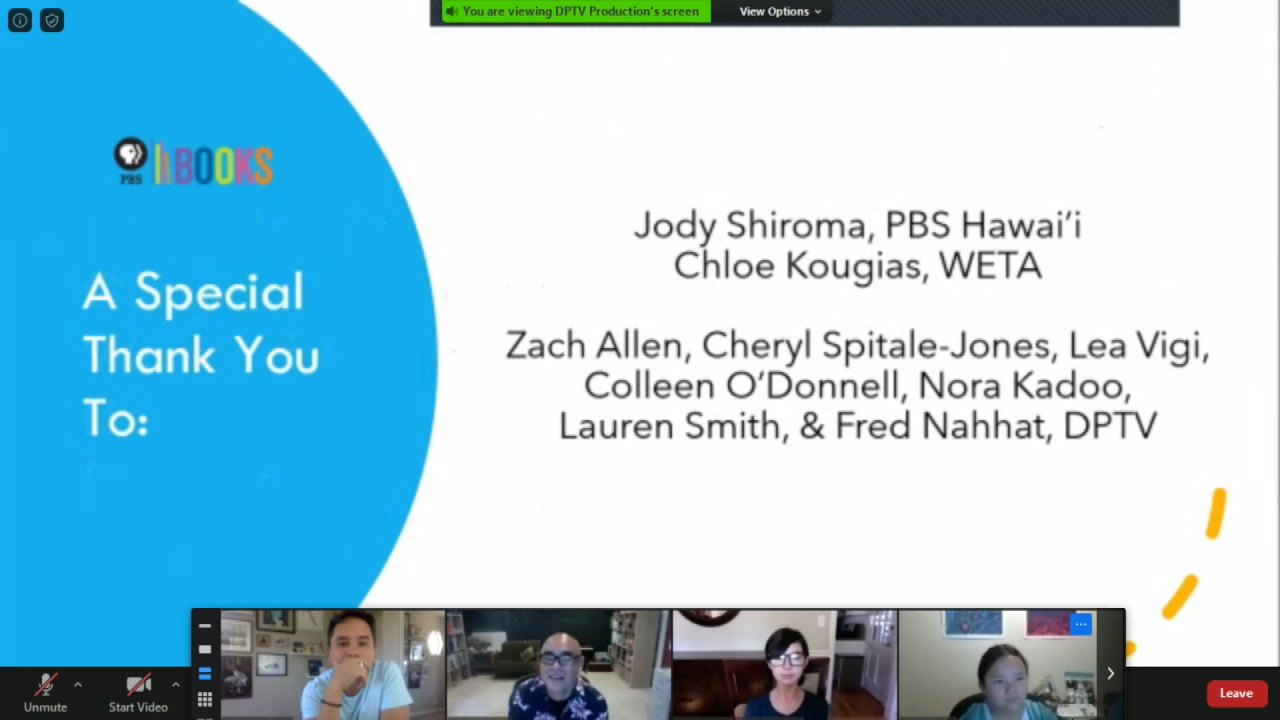 You are viewing DPTV Production's screen
View Options
PBS BOOKS
A Special
Thank You
To:
Jody Shiroma, PBS Hawai‘i
Chloe Kougias, WETA
Zach Allen, Cheryl Spitale-Jones, Lea Vigi,
Colleen O’Donnell, Nora Kadoo,
Lauren Smith, & Fred Nahhat, DPTV
Unmute
Start Video
Leave